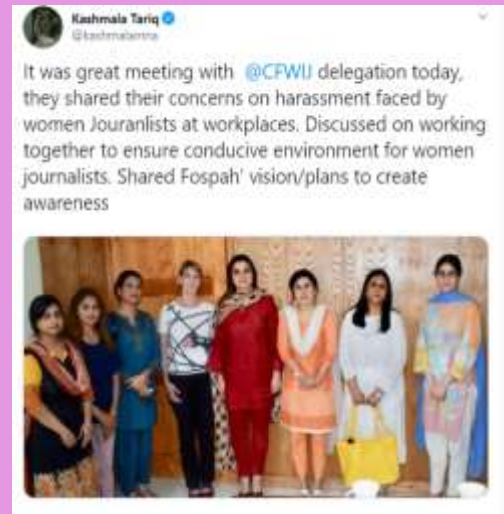 Kashmala Tariq
@kashmalamna
It was great meeting with @CFWIJ delegation today,
they shared their concerns on harassment faced by
women Jouranlists at workplaces. Discussed on working
together to ensure conducive environment for women
journalists. Shared Fospah' vision/plans to create
awareness